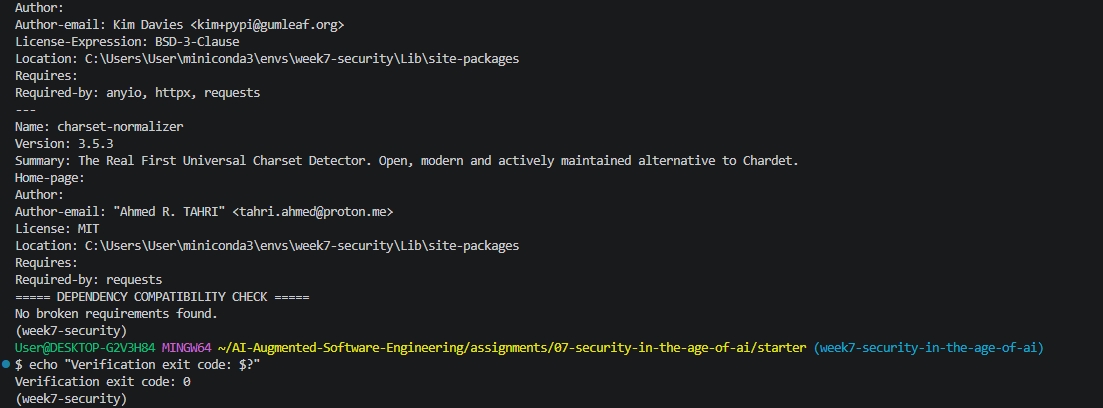 Author:
Author-email: Kim Davies <kim+pypi@gumleaf.org>
License-Expression: BSD-3-Clause
Location: C:\Users\User\miniconda3\envs\week7-security\Lib\site-packages
Requires:
Required-by: anyio, httpx, requests
---
Name: charset-normalizer
Version: 3.5.3
Summary: The Real First Universal Charset Detector. Open, modern and actively maintained alternative to Chardet.
Home-page:
Author:
Author-email: "Ahmed R. TAHRI" <tahri.ahmed@proton.me>
License: MIT
Location: C:\Users\User\miniconda3\envs\week7-security\Lib\site-packages
Requires:
Required-by: requests
===== DEPENDENCY COMPATIBILITY CHECK =====
No broken requirements found.
(week7-security)
User@DESKTOP-G2V3H84 MINGW64 ~/AI-Augmented-Software-Engineering/assignments/07-security-in-the-age-of-ai/starter (week7-security-in-the-age-of-ai)
$ echo "Verification exit code: $?"
Verification exit code: 0
(week7-security)